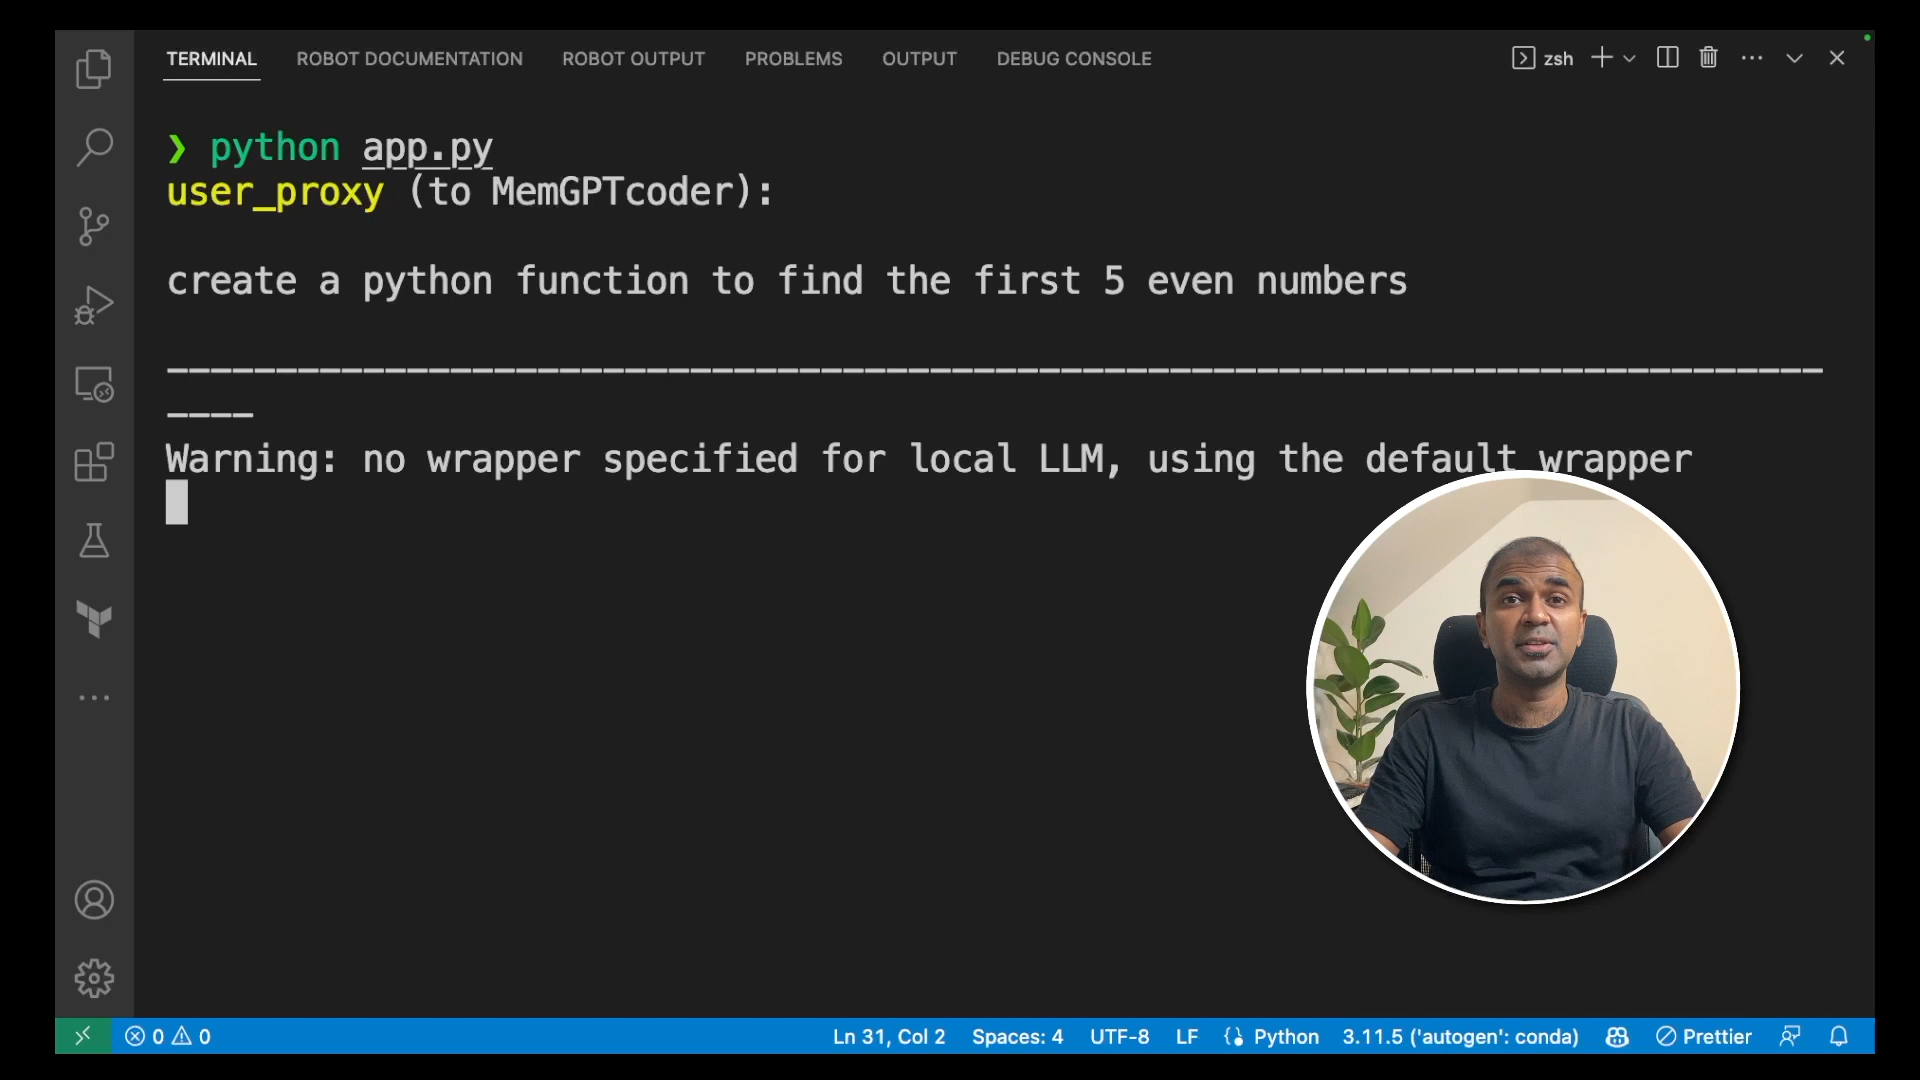 TERMINAL ROBOT DOCUMENTATION ROBOT OUTPUT PROBLEMS OUTPUT DEBUG CONSOLE zsh
❯ python app.py
user_proxy (to MemGPTcoder):
create a python function to find the first 5 even numbers
--------------------------------------------------------------------------------
Warning: no wrapper specified for local LLM, using the default wrapper
0 0 Ln 31, Col 2 Spaces: 4 UTF-8 LF Python 3.11.5 ('autogen': conda) Prettier